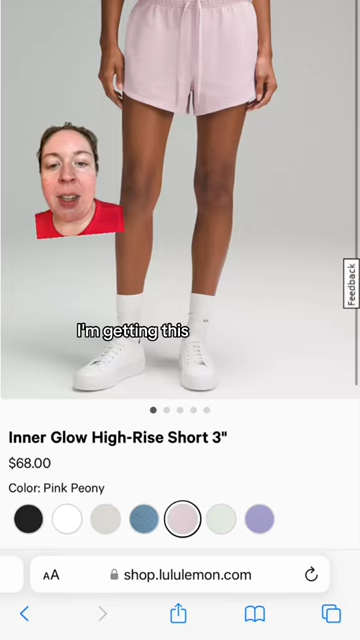 Feedback
I'm getting this
Inner Glow High-Rise Short 3"
$68.00
Color: Pink Peony
AA
shop.lululemon.com